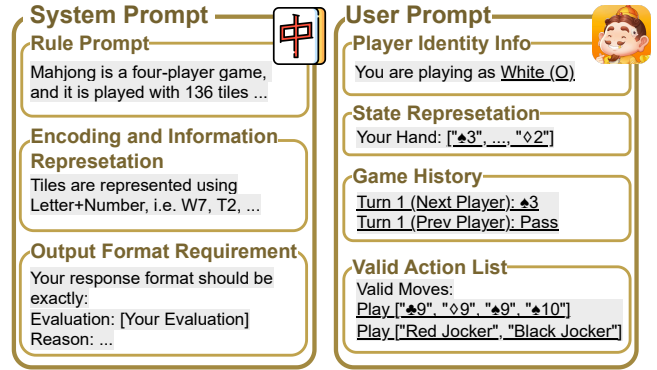 System Prompt
中
Rule Prompt
Mahjong is a four-player game,
and it is played with 136 tiles ...
Encoding and Information
Represetation
Tiles are represented using
Letter+Number, i.e. W7, T2, ...
Output Format Requirement
Your response format should be
exactly:
Evaluation: [Your Evaluation]
Reason: ...
User Prompt
Player Identity Info
You are playing as White (O)
State Represetation
Your Hand: ["♠3", ..., "◇2"]
Game History
Turn 1 (Next Player): ♠3
Turn 1 (Prev Player): Pass
Valid Action List
Valid Moves:
Play ["♣9", "◇9", "♠9", "♠10"]
Play ["Red Jocker", "Black Jocker"]